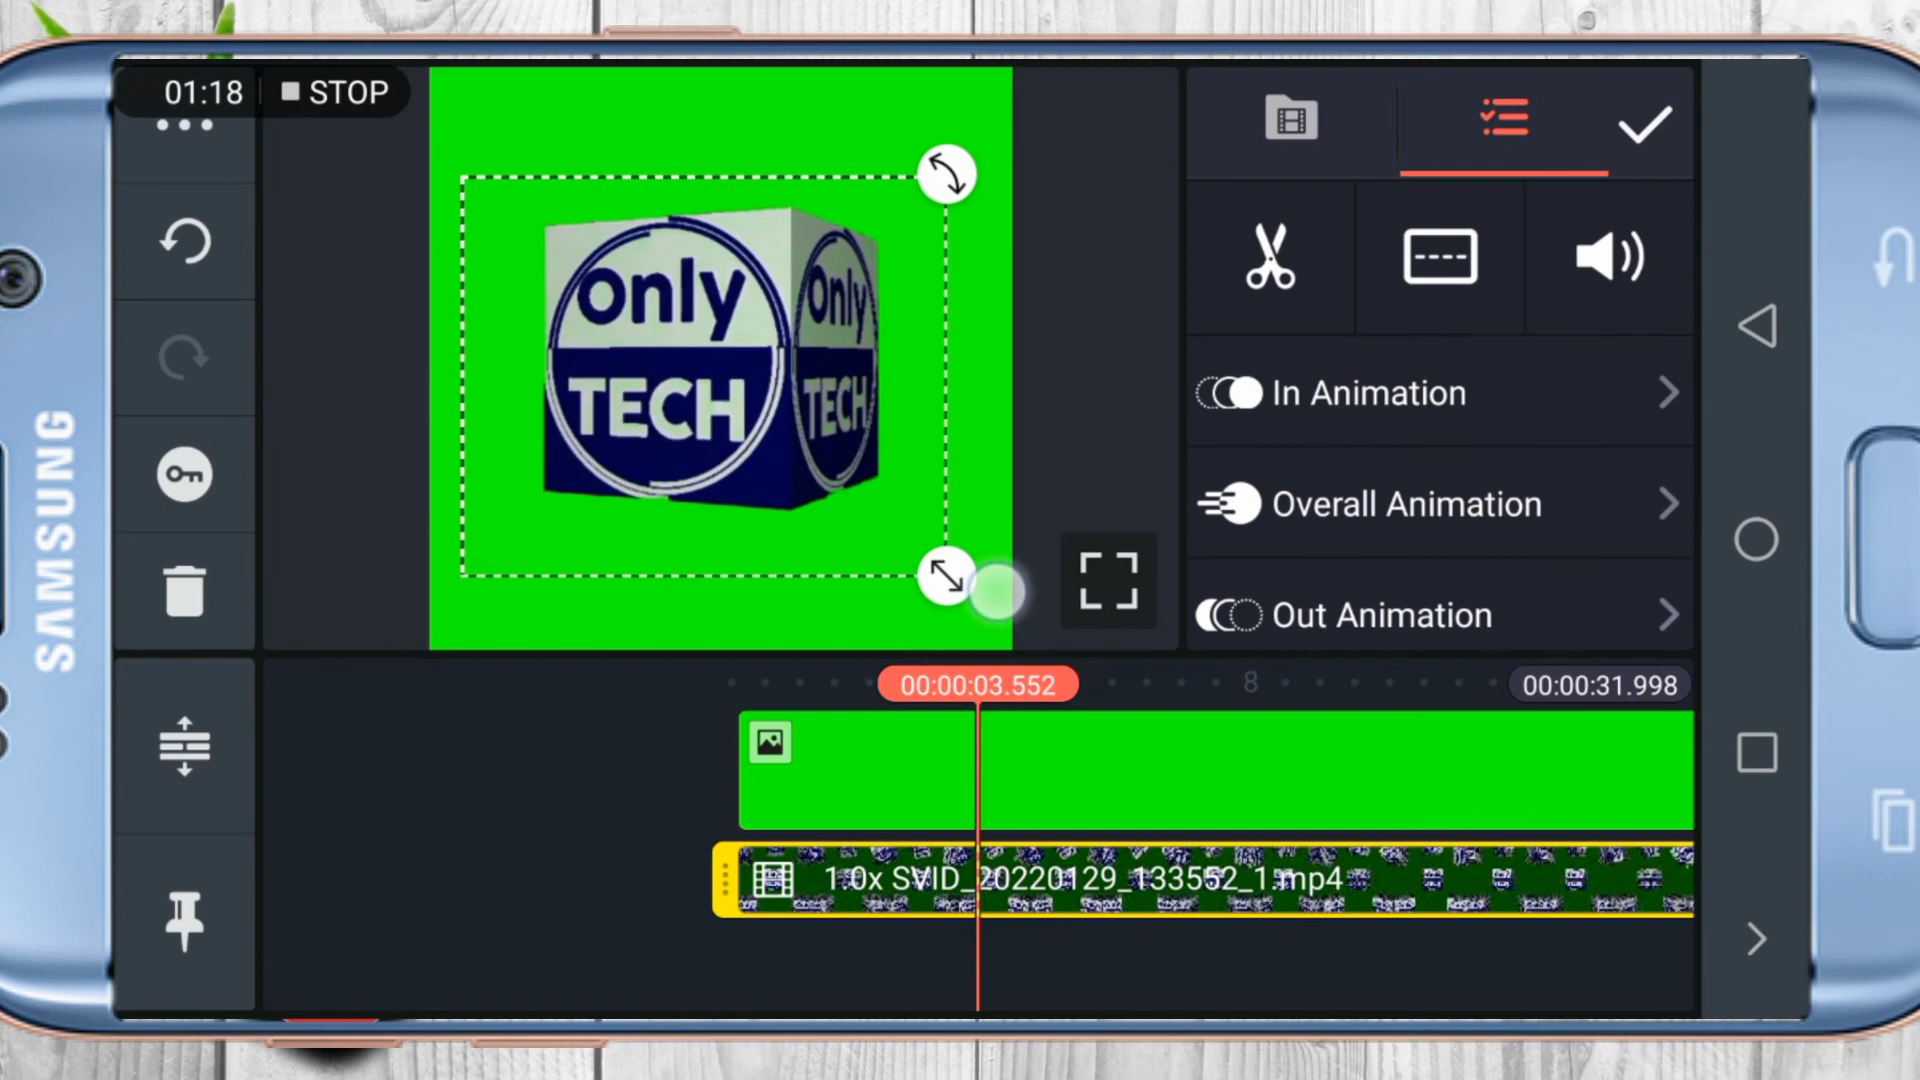 01:18 STOP
Only
TECH
Only
TECH
In Animation
Overall Animation
Out Animation
00:00:03.552
8
00:00:31.998
1.0x SVID_20220129_133552_1.mp4
SAMSUNG